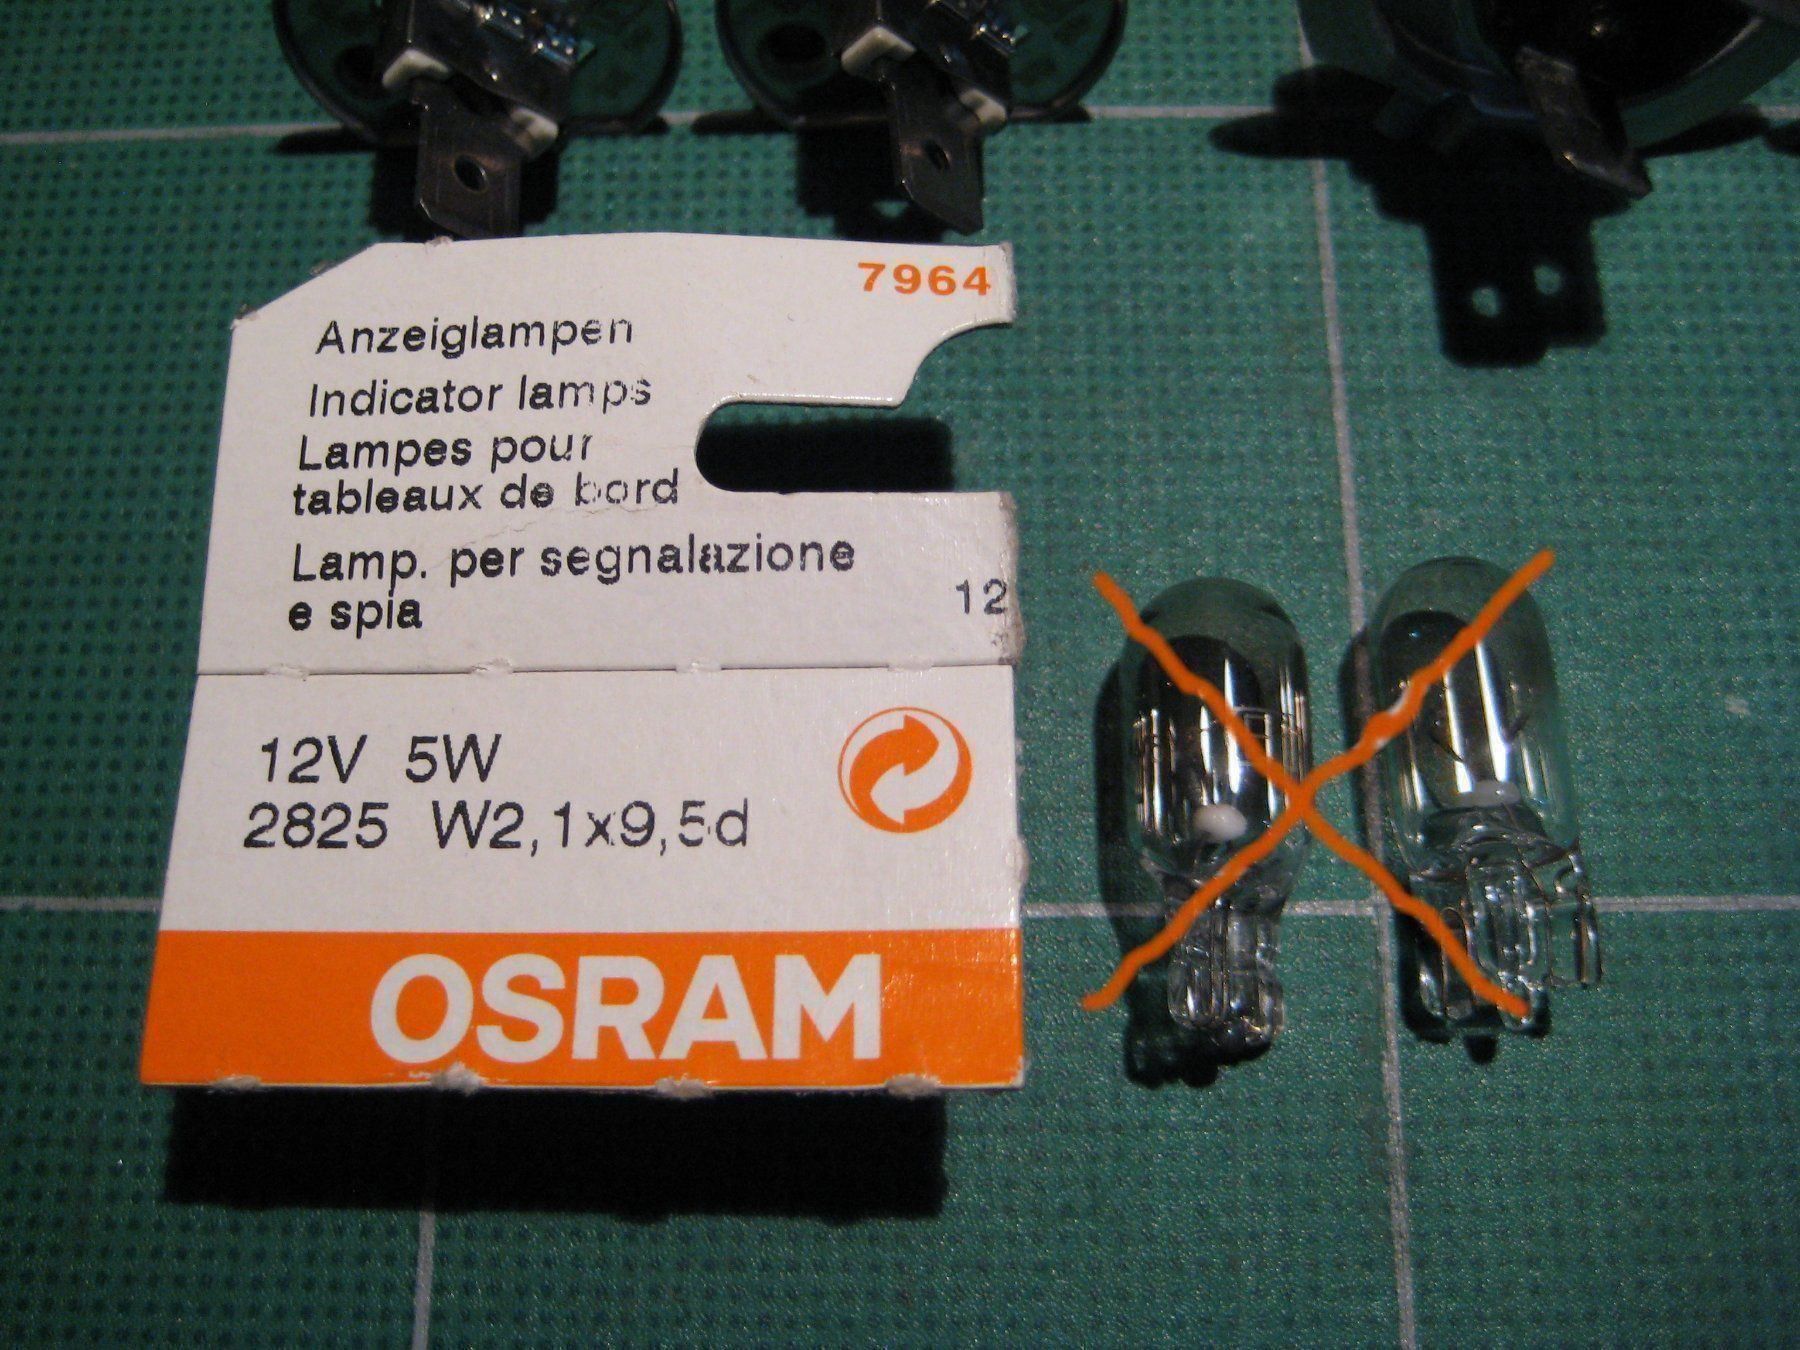 7964
Anzeiglampen
Indicator lamps
Lampes pour
tableaux de bord
Lamp. per segnalazione
e spia
12
12V 5W
2825 W2,1x9,5d
OSRAM